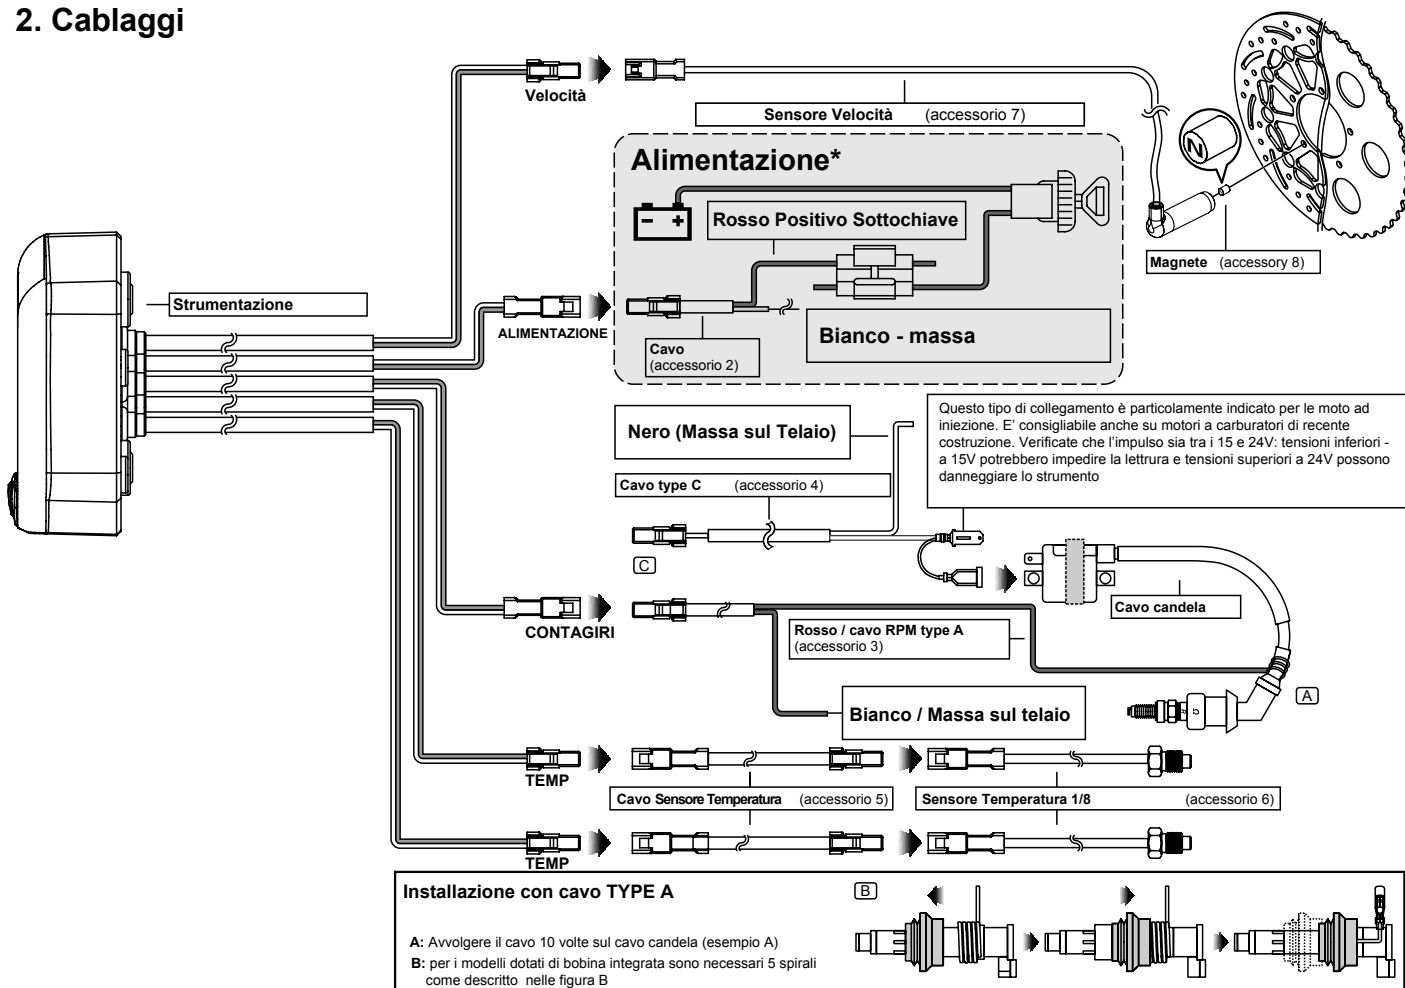 2. Cablaggi
Velocità
Sensore Velocità (accessorio 7)
N
Magnete (accessory 8)
Alimentazione*
- +
Rosso Positivo Sottochiave
Strumentazione
ALIMENTAZIONE
Cavo
(accessorio 2)
Bianco - massa
Nero (Massa sul Telaio)
Questo tipo di collegamento è particolamente indicato per le moto ad
iniezione. E' consigliabile anche su motori a carburatori di recente
costruzione. Verificate che l'impulso sia tra i 15 e 24V: tensioni inferiori -
a 15V potrebbero impedire la lettrura e tensioni superiori a 24V possono
danneggiare lo strumento
Cavo type C (accessorio 4)
C
Cavo candela
CONTAGIRI
Rosso / cavo RPM type A
(accessorio 3)
A
Bianco / Massa sul telaio
TEMP
Cavo Sensore Temperatura (accessorio 5)
Sensore Temperatura 1/8 (accessorio 6)
TEMP
Installazione con cavo TYPE A
B
A: Avvolgere il cavo 10 volte sul cavo candela (esempio A)
B: per i modelli dotati di bobina integrata sono necessari 5 spirali
come descritto nelle figura B